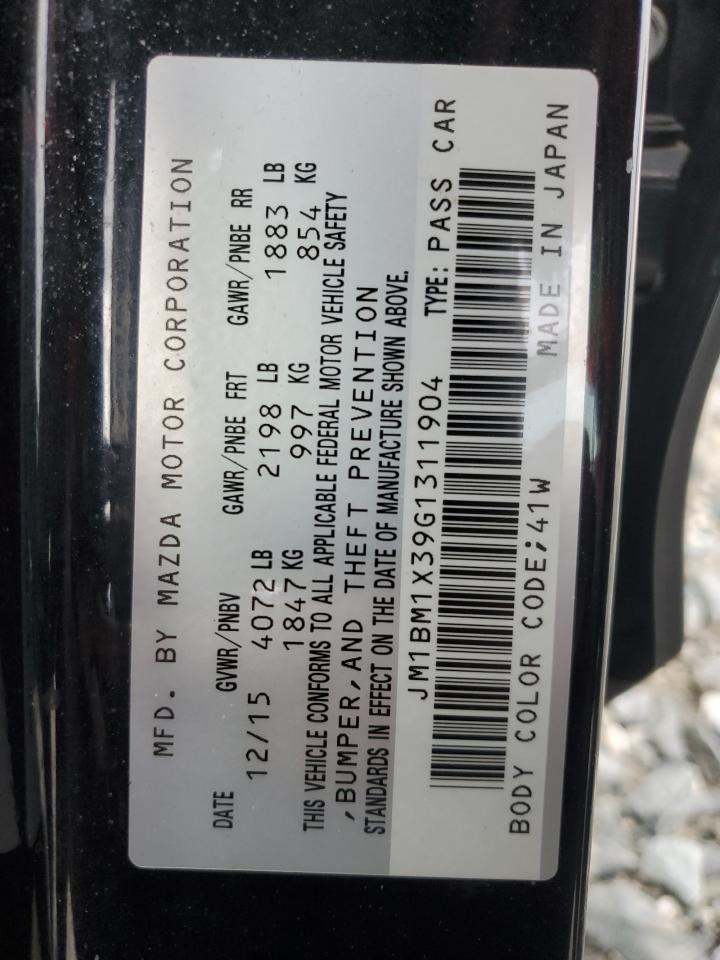 MFD. BY MAZDA MOTOR CORPORATION
DATE GVWR/PNBV GAWR/PNBE FRT GAWR/PNBE RR
12/15 4072 LB 2198 LB 1883 LB
1847 KG 997 KG 854 KG
THIS VEHICLE CONFORMS TO ALL APPLICABLE FEDERAL MOTOR VEHICLE SAFETY
,BUMPER,AND THEFT PREVENTION
STANDARDS IN EFFECT ON THE DATE OF MANUFACTURE SHOWN ABOVE.
JM1BM1X39G1311904 TYPE: PASS CAR
BODY COLOR CODE;41W MADE IN JAPAN